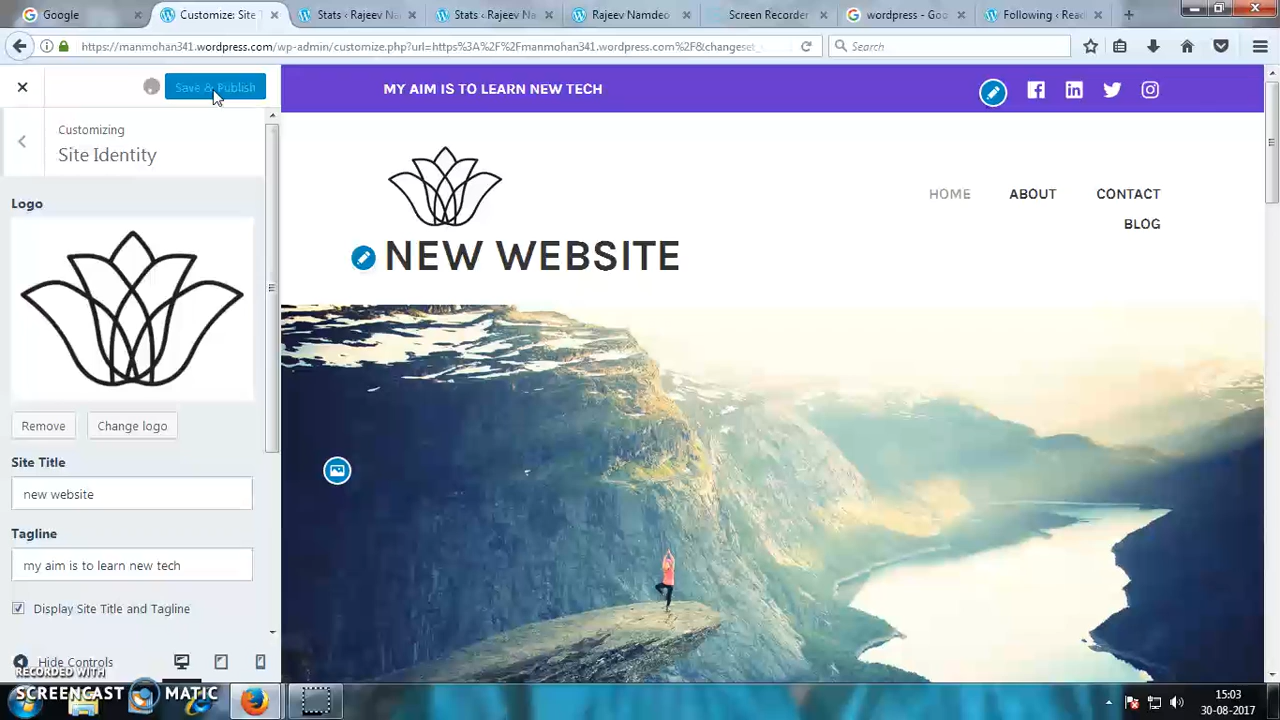 Google
Customize: Site T
Stats ‹ Rajeev Namde
Stats ‹ Rajeev Na
Rajeev Namdeo
Screen Recorder
wordpress - Goo
Following ‹ Read
https://manmohan341.wordpress.com/wp-admin/customize.php?url=https%3A%2F%2Fmanmohan341.wordpress.com%2F&changeset_
Search
Save & Publish
Customizing
Site Identity
Logo
Remove
Change logo
Site Title
new website
Tagline
my aim is to learn new tech
Display Site Title and Tagline
Hide Controls
MY AIM IS TO LEARN NEW TECH
HOME
ABOUT
CONTACT
BLOG
NEW WEBSITE
RECORDED WITH
SCREENCAST MATIC
15:03
30-08-2017